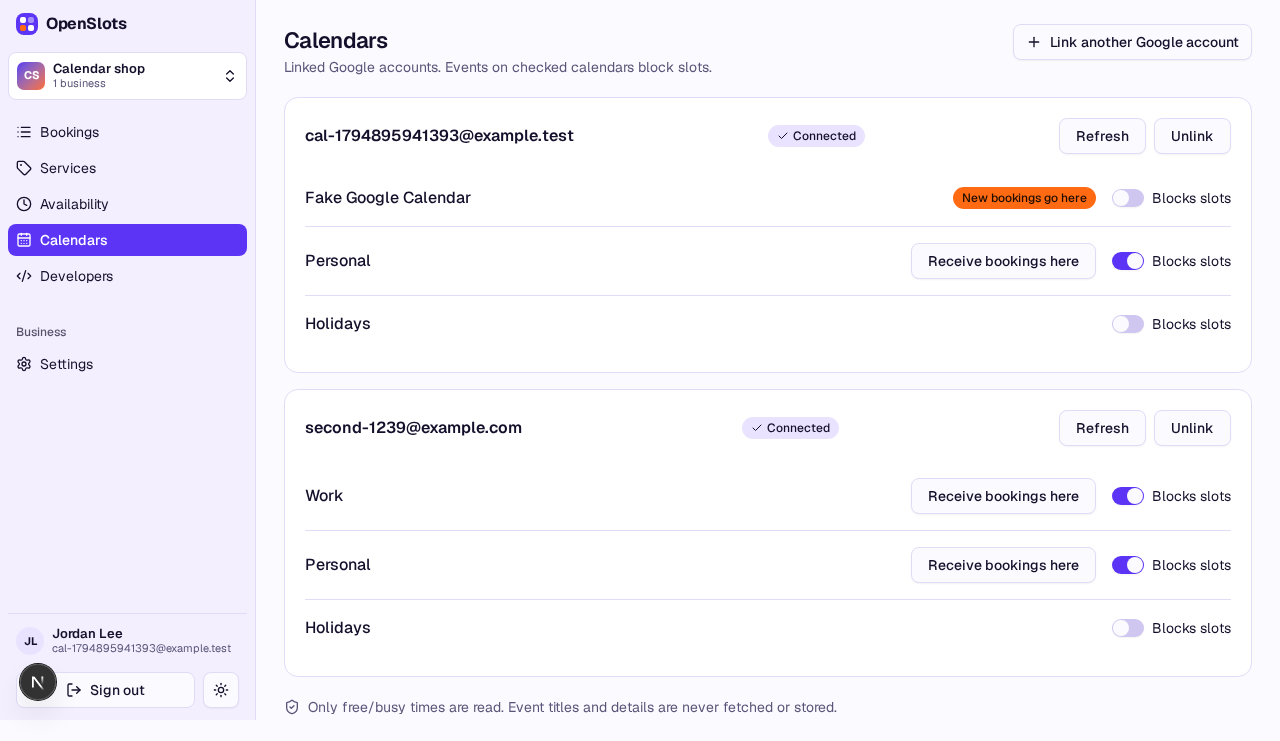 OpenSlots
CS
Calendar shop
1 business
Bookings
Services
Availability
Calendars
Developers
Business
Settings
JL
Jordan Lee
cal-1794895941393@example.test
N
Sign out
Calendars
Linked Google accounts. Events on checked calendars block slots.
Link another Google account
cal-1794895941393@example.test
Connected
Refresh
Unlink
Fake Google Calendar
New bookings go here
Blocks slots
Personal
Receive bookings here
Blocks slots
Holidays
Blocks slots
second-1239@example.com
Connected
Refresh
Unlink
Work
Receive bookings here
Blocks slots
Personal
Receive bookings here
Blocks slots
Holidays
Blocks slots
Only free/busy times are read. Event titles and details are never fetched or stored.